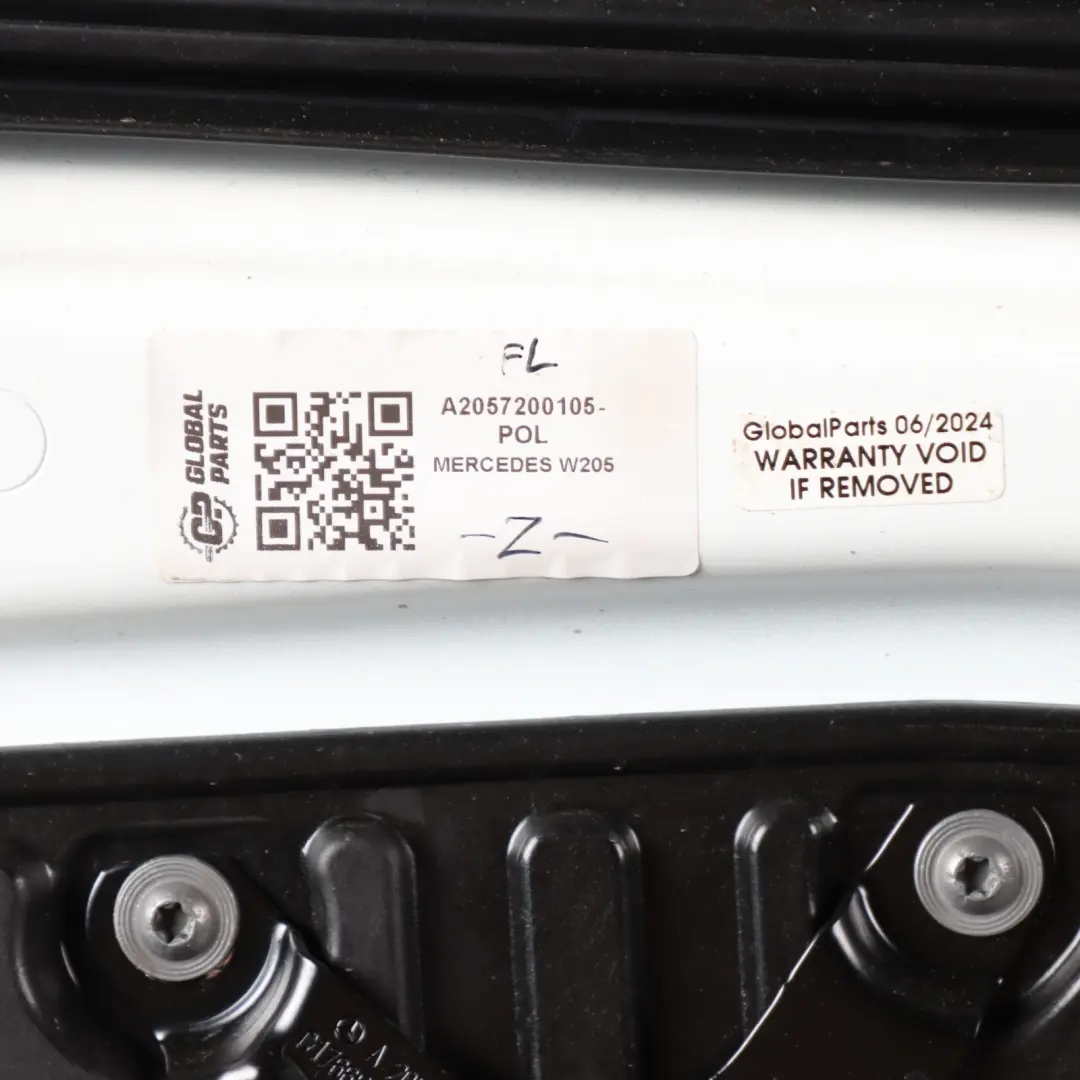 FL
GLOBAL
PARTS
A2057200105-
POL
MERCEDES W205
-Z-
GlobalParts 06/2024
WARRANTY VOID
IF REMOVED
A